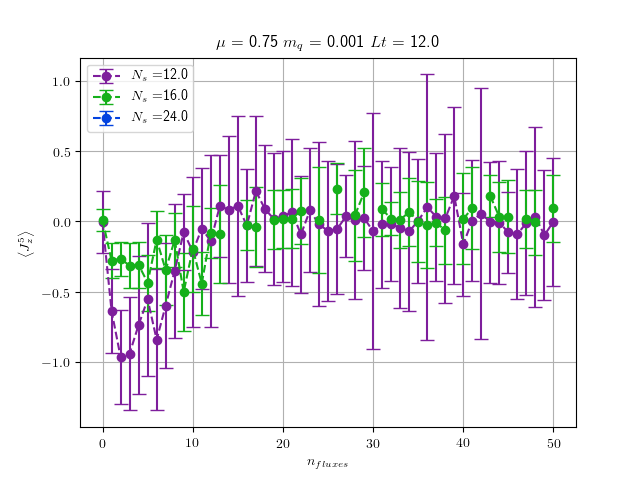 μ = 0.75 m_q = 0.001 Lt = 12.0
N_s =12.0
N_s =16.0
N_s =24.0
⟨J_z^5⟩
1.0
0.5
0.0
−0.5
−1.0
0 10 20 30 40 50
n_fluxes